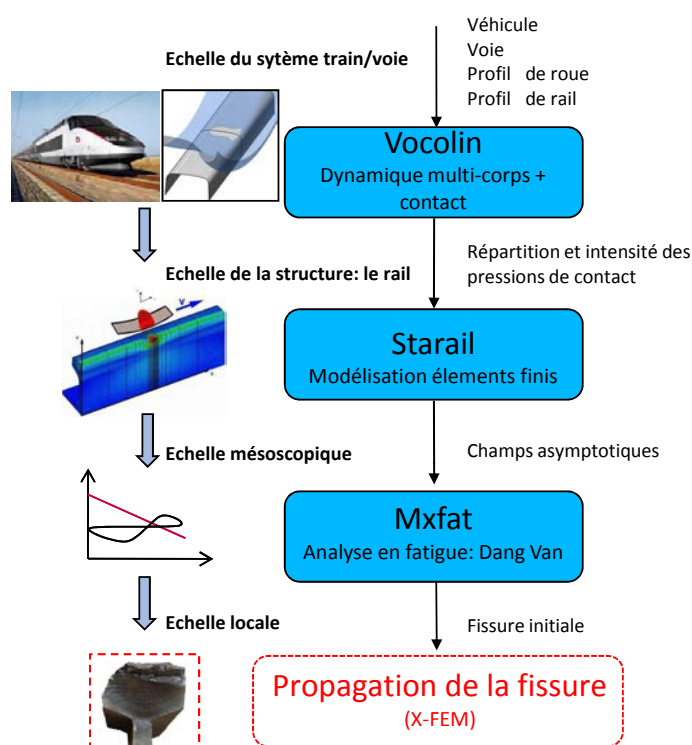 Véhicule
Voie
Profil de roue
Profil de rail
Echelle du sytème train/voie
Vocolin
Dynamique multi-corps +
contact
Répartition et intensité des
pressions de contact
Echelle de la structure: le rail
V
Starail
Modélisation élements finis
Echelle mésoscopique
Champs asymptotiques
Mxfat
Analyse en fatigue: Dang Van
Echelle locale
Fissure initiale
Propagation de la fissure
(X-FEM)